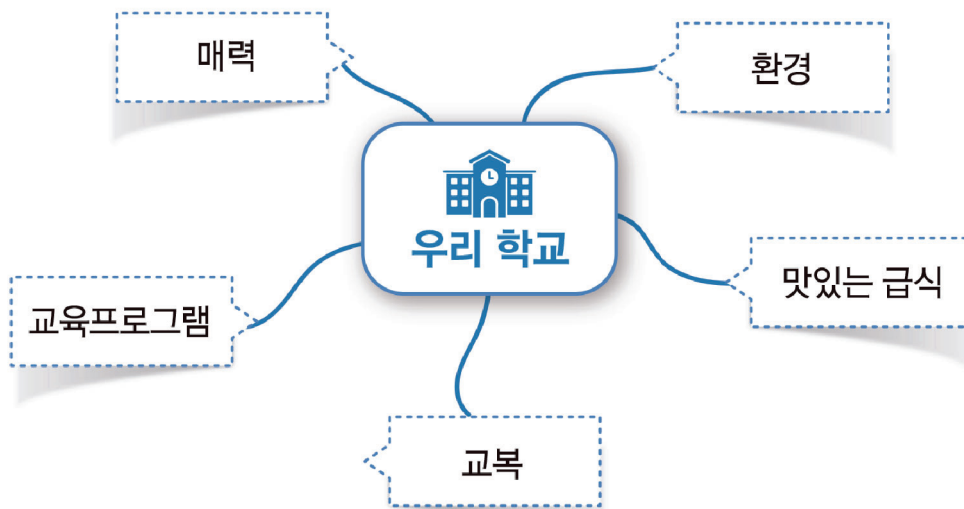 매력
환경
우리 학교
맛있는 급식
교육프로그램
교복